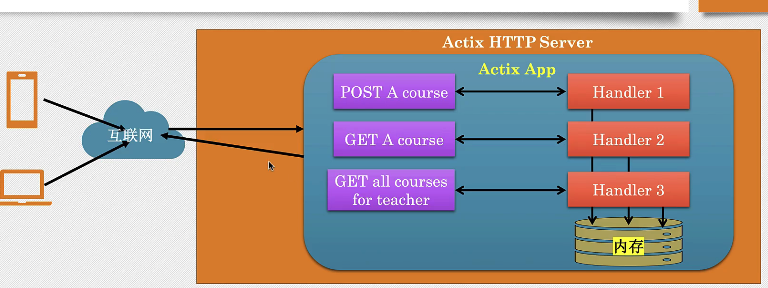 Actix HTTP Server
Actix App
POST A course
Handler 1
互联网
GET A course
Handler 2
GET all courses
for teacher
Handler 3
内存